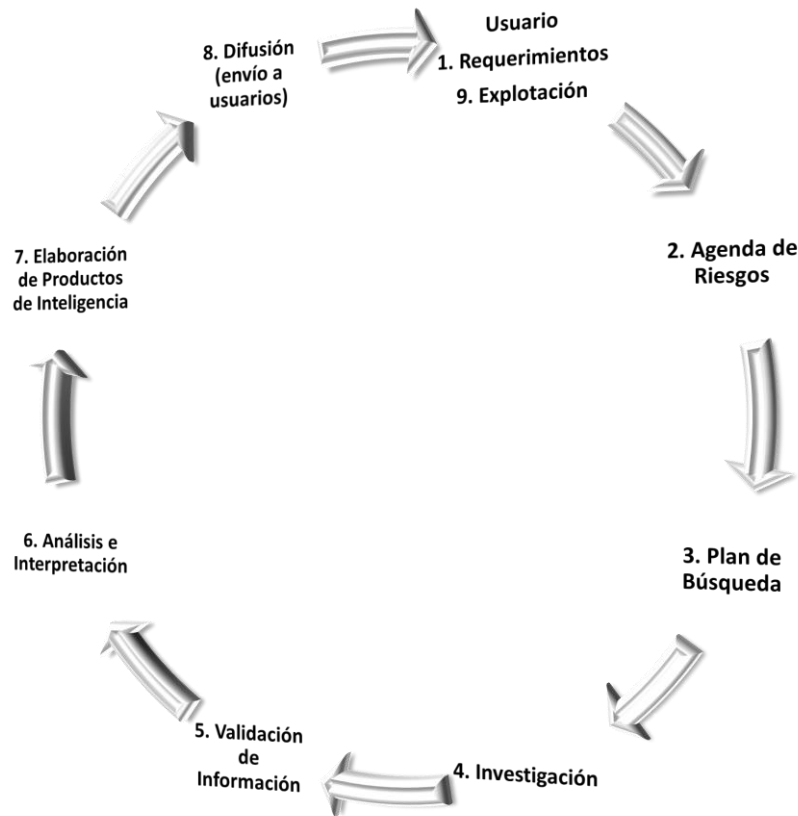 Usuario
1. Requerimientos
9. Explotación
2. Agenda de
Riesgos
3. Plan de
Búsqueda
4. Investigación
5. Validación
de
Información
6. Análisis e
Interpretación
7. Elaboración
de Productos
de Inteligencia
8. Difusión
(envío a
usuarios)